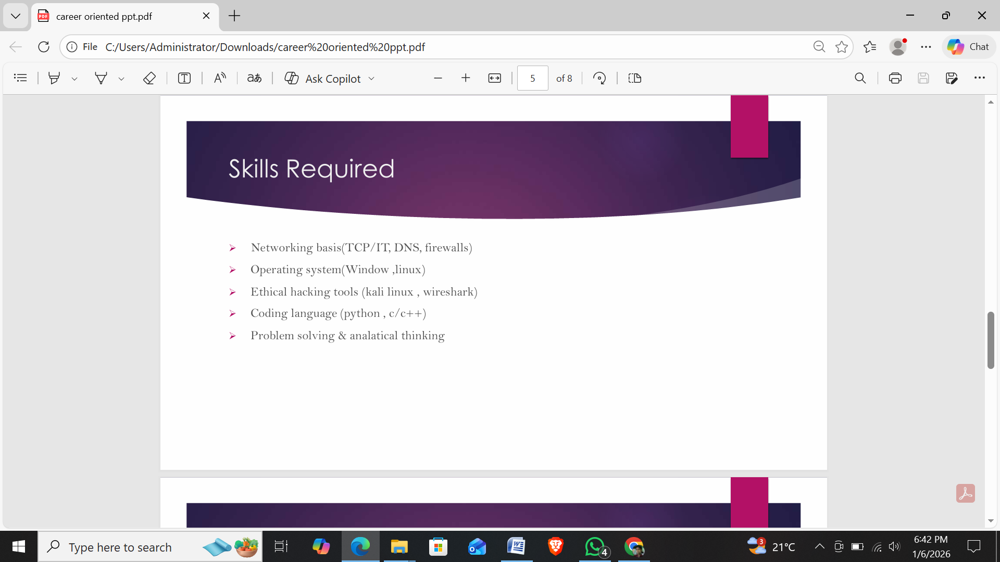 career oriented ppt.pdf
File C:/Users/Administrator/Downloads/career%20oriented%20ppt.pdf
Chat
Ask Copilot
5 of 8
Skills Required
Networking basis(TCP/IT, DNS, firewalls)
Operating system(Window ,linux)
Ethical hacking tools (kali linux , wireshark)
Coding language (python , c/c++)
Problem solving & analatical thinking
Type here to search
4
3
21°C
6:42 PM
1/6/2026